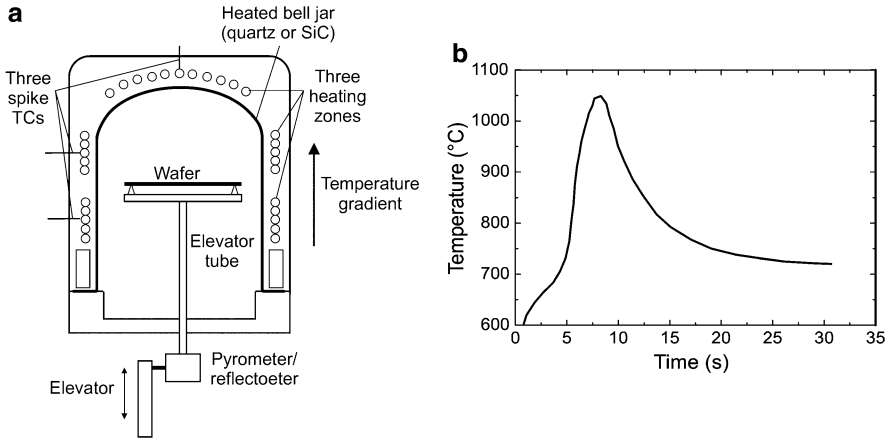 a
Heated bell jar
(quartz or SiC)
Three
spike
TCs
Three
heating
zones
Wafer
Temperature
gradient
Elevator
tube
Pyrometer/
reflectoeter
Elevator
b
1100
1000
900
800
700
600
Temperature (°C)
0 5 10 15 20 25 30 35
Time (s)